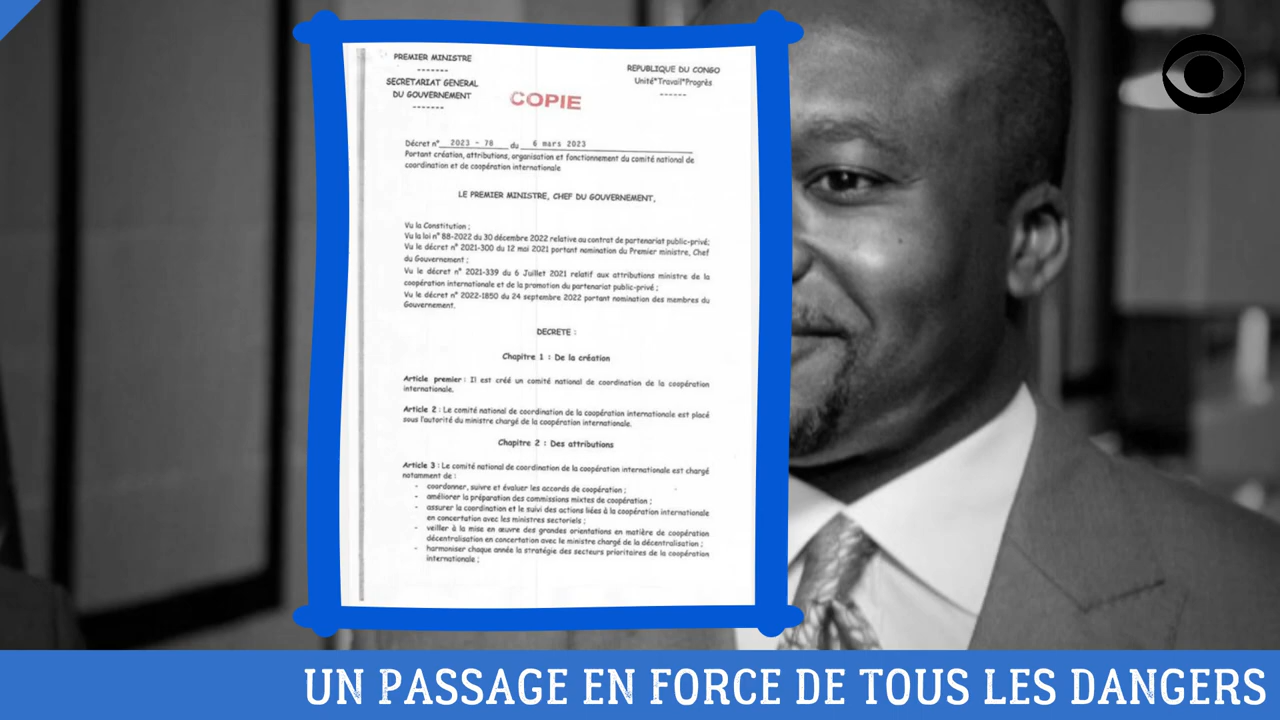 PREMIER MINISTRE
-------
SECRETARIAT GENERAL
DU GOUVERNEMENT
-------
REPUBLIQUE DU CONGO
Unité*Travail*Progrès
------
COPIE
Décret n° 2023 - 78 du 6 mars 2023
Portant création, attributions, organisation et fonctionnement du comité national de
coordination et de coopération internationale
LE PREMIER MINISTRE, CHEF DU GOUVERNEMENT,
Vu la Constitution ;
Vu la loi n° 88-2022 du 30 décembre 2022 relative au contrat de partenariat public-privé;
Vu le décret n° 2021-300 du 12 mai 2021 portant nomination du Premier ministre, Chef
du Gouvernement ;
Vu le décret n° 2021-339 du 6 Juillet 2021 relatif aux attributions ministre de la
coopération internationale et de la promotion du partenariat public-privé ;
Vu le décret n° 2022-1850 du 24 septembre 2022 portant nomination des membres du
Gouvernement.
DECRETE :
Chapitre 1 : De la création
Article premier : Il est créé un comité national de coordination de la coopération
internationale.
Article 2 : Le comité national de coordination de la coopération internationale est placé
sous l'autorité du ministre chargé de la coopération internationale.
Chapitre 2 : Des attributions
Article 3 : Le comité national de coordination de la coopération internationale est chargé
notamment de :
- coordonner, suivre et évaluer les accords de coopération ;
- améliorer la préparation des commissions mixtes de coopération ;
- assurer la coordination et le suivi des actions liées à la coopération internationale
en concertation avec les ministres sectoriels ;
- veiller à la mise en œuvre des grandes orientations en matière de coopération
décentralisation en concertation avec le ministre chargé de la décentralisation ;
- harmoniser chaque année la stratégie des secteurs prioritaires de la coopération
internationale ;
UN PASSAGE EN FORCE DE TOUS LES DANGERS